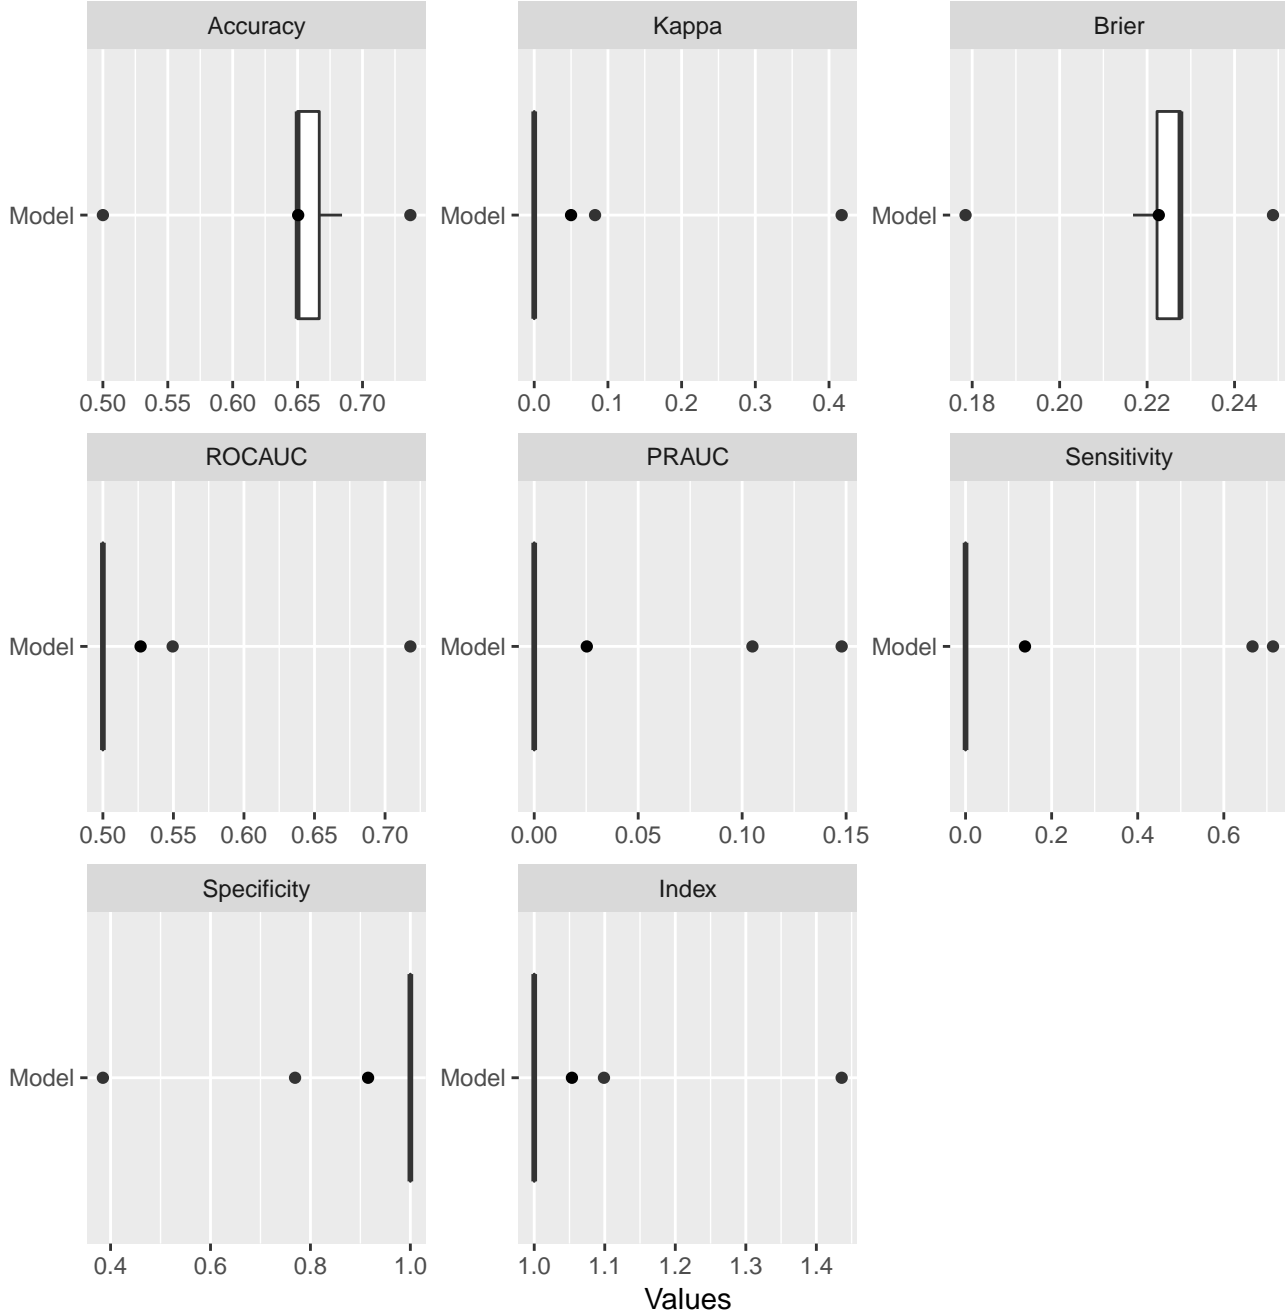 Accuracy
Kappa
Brier
Model
Model
Model
0.50 0.55 0.60 0.65 0.70
0.0 0.1 0.2 0.3 0.4
0.18 0.20 0.22 0.24
ROCAUC
PRAUC
Sensitivity
Model
Model
Model
0.50 0.55 0.60 0.65 0.70
0.00 0.05 0.10 0.15
0.0 0.2 0.4 0.6
Specificity
Index
Model
Model
0.4 0.6 0.8 1.0
1.0 1.1 1.2 1.3 1.4
Values